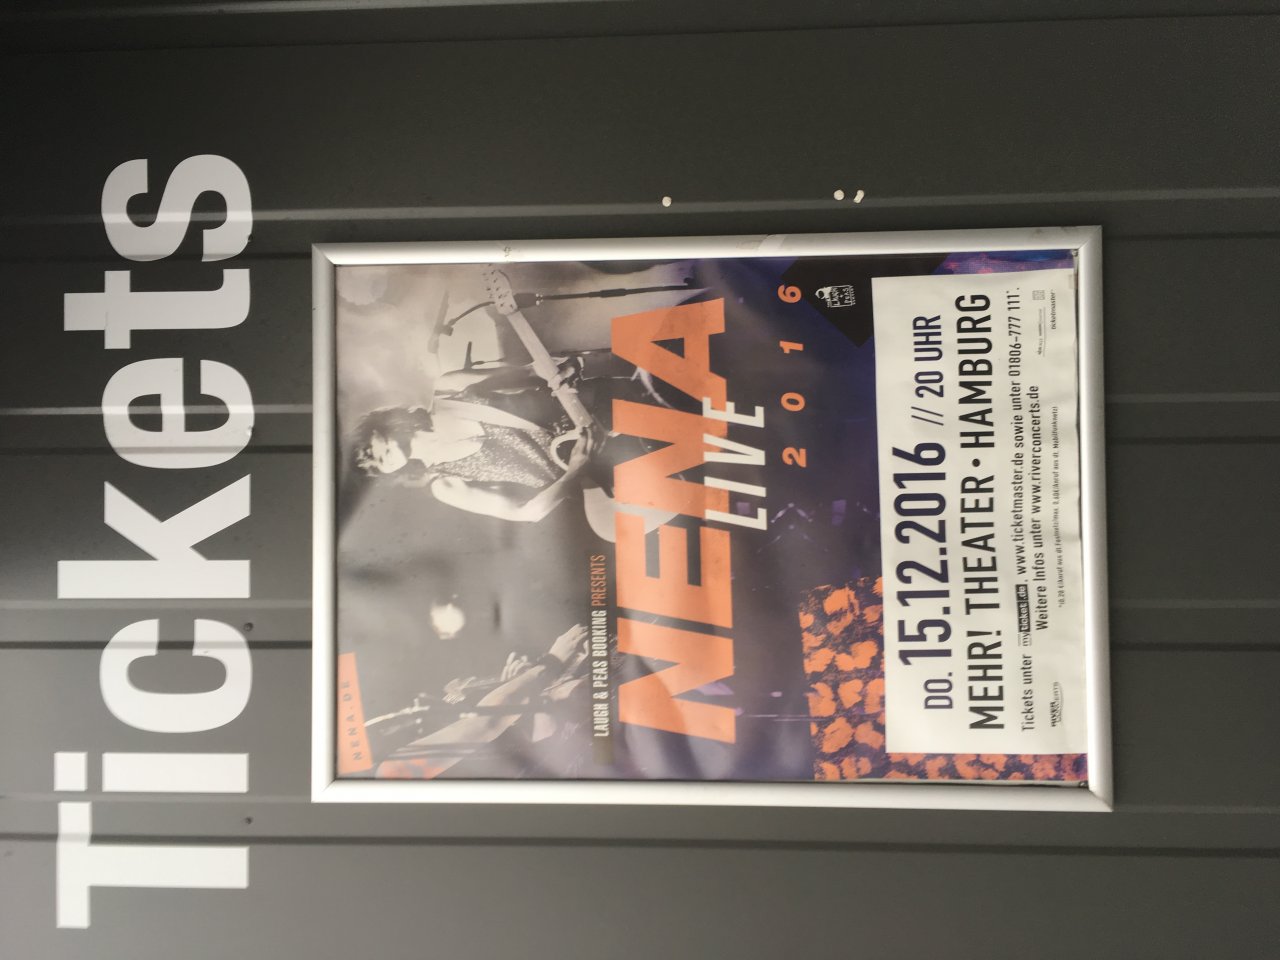 Tickets
NENA.DE
LAUGH & PEAS BOOKING PRESENTS
NENA
LIVE
2016
DO. 15.12.2016 // 20 UHR
MEHR! THEATER • HAMBURG
Tickets unter myticket.de, www.ticketmaster.de sowie unter 01806-777 111*.
Weitere Infos unter www.riverconcerts.de
ticketmaster